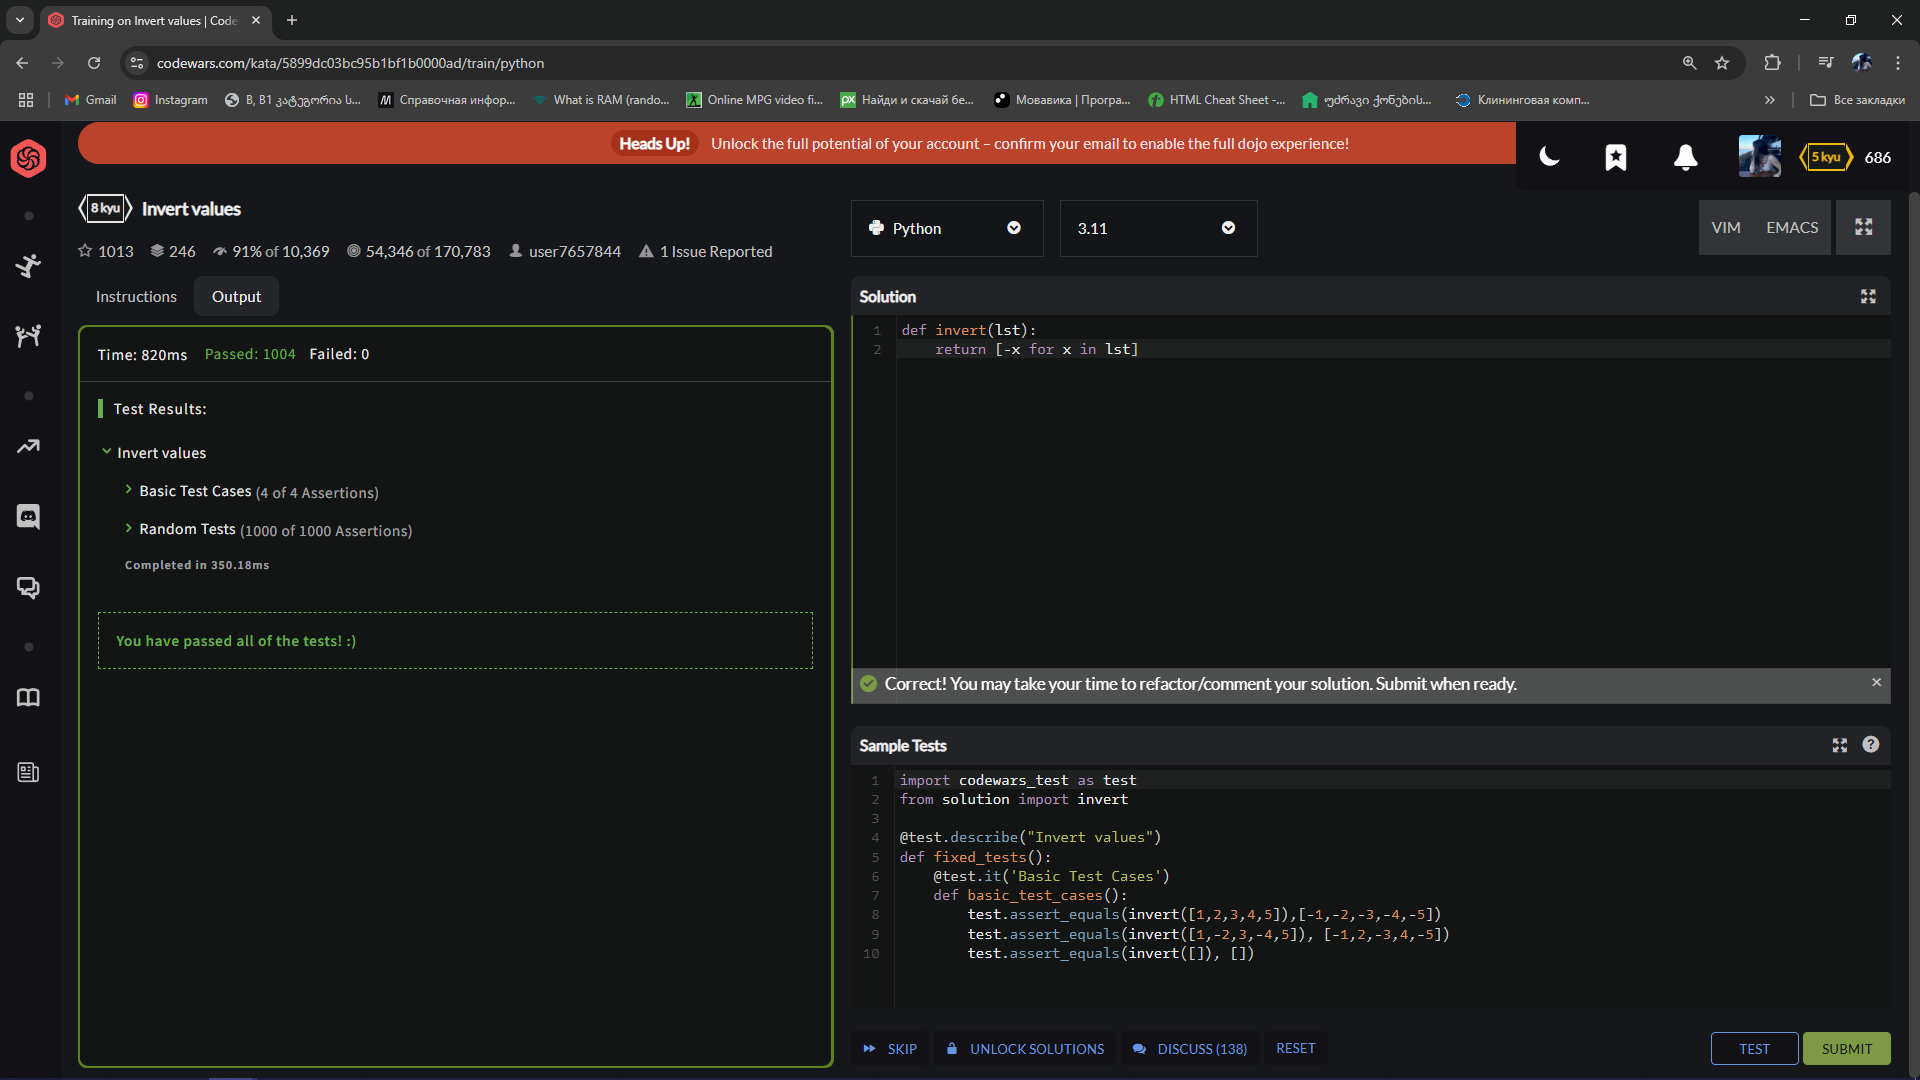 Training on Invert values | Code
codewars.com/kata/5899dc03bc95b1bf1b0000ad/train/python
Gmail
Instagram
B, B1 კატეგორია ს...
Справочная инфор...
What is RAM (rando...
Online MPG video fi...
Найди и скачай бе...
Мовавика | Програ...
HTML Cheat Sheet -...
უძრავი ქონების...
Клининговая комп...
Все закладки
Heads Up! Unlock the full potential of your account – confirm your email to enable the full dojo experience!
5 kyu 686
8 kyu Invert values
1013 246 91% of 10,369 54,346 of 170,783 user7657844 1 Issue Reported
Python 3.11 VIM EMACS
Instructions Output
Time: 820ms Passed: 1004 Failed: 0
Test Results:
Invert values
Basic Test Cases (4 of 4 Assertions)
Random Tests (1000 of 1000 Assertions)
Completed in 350.18ms
You have passed all of the tests! :)
Solution
1 def invert(lst):
2     return [-x for x in lst]
Correct! You may take your time to refactor/comment your solution. Submit when ready.
Sample Tests
1 import codewars_test as test
2 from solution import invert
3
4 @test.describe("Invert values")
5 def fixed_tests():
6     @test.it('Basic Test Cases')
7     def basic_test_cases():
8         test.assert_equals(invert([1,2,3,4,5]),[-1,-2,-3,-4,-5])
9         test.assert_equals(invert([1,-2,3,-4,5]), [-1,2,-3,4,-5])
10         test.assert_equals(invert([]), [])
SKIP UNLOCK SOLUTIONS DISCUSS (138) RESET TEST SUBMIT